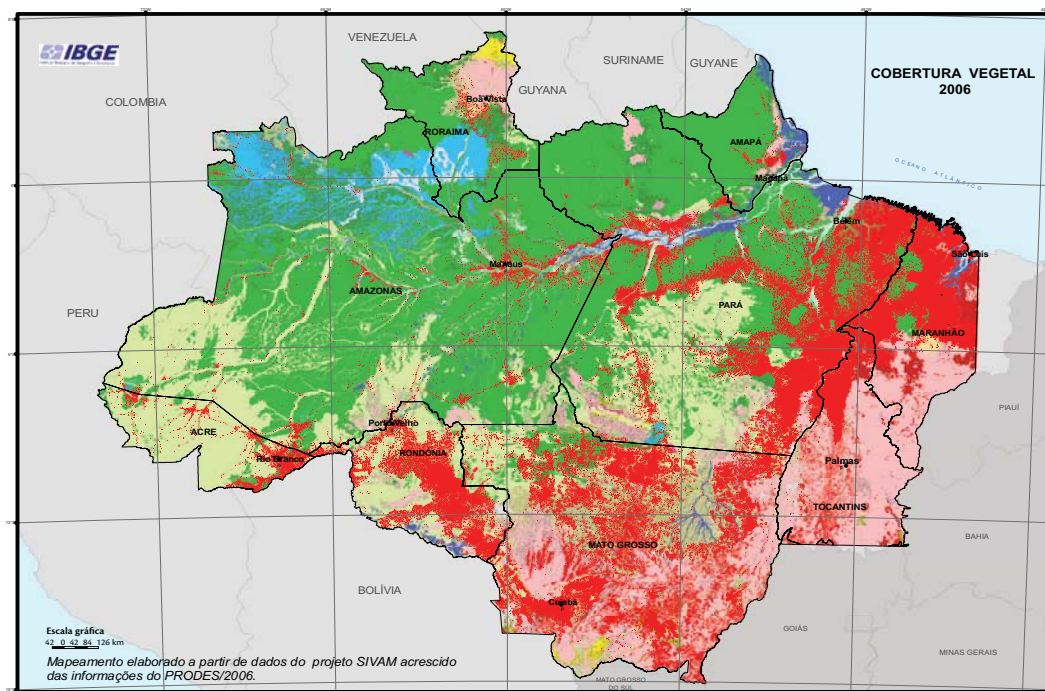 VENEZUELA
SURINAME
GUYANE
IBGE
COBERTURA VEGETAL
2006
COLOMBIA
GUYANA
Boa Vista
RORAIMA
AMAPÁ
OCEANO ATLÂNTICO
Macapá
Belém
São Luís
Manaus
AMAZONAS
PARÁ
PERU
MARANHÃO
PIAUÍ
Porto Velho
ACRE
Rio Branco
RONDÔNIA
Palmas
TOCANTINS
BAHIA
MATO GROSSO
BOLÍVIA
Cuiabá
GOIÁS
Escala gráfica
42 0 42 84 126 km
MINAS GERAIS
Mapeamento elaborado a partir de dados do projeto SIVAM acrescido
das informações do PRODES/2006.
MATO GROSSO
DO SUL